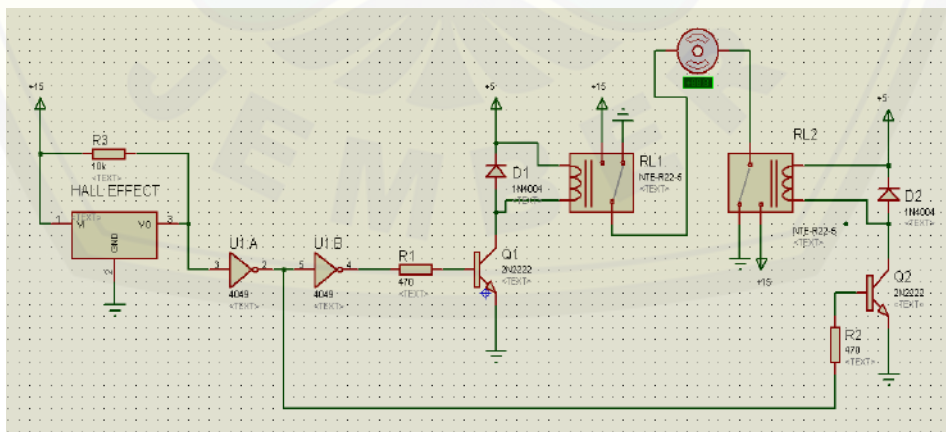 +15
R3
10k
<TEXT>
HALL EFFECT
1
<TEXT>
VO
3
GND
2
U1:A
3
2
4049
<TEXT>
U1:B
5
4
4049
<TEXT>
R1
470
<TEXT>
+5
D1
1N4004
<TEXT>
Q1
2N2222
<TEXT>
+15
RL1
NTE-R22-5
<TEXT>
RL2
NTE-R22-5
<TEXT>
+15
+5
D2
1N4004
<TEXT>
Q2
2N2222
<TEXT>
R2
470
<TEXT>